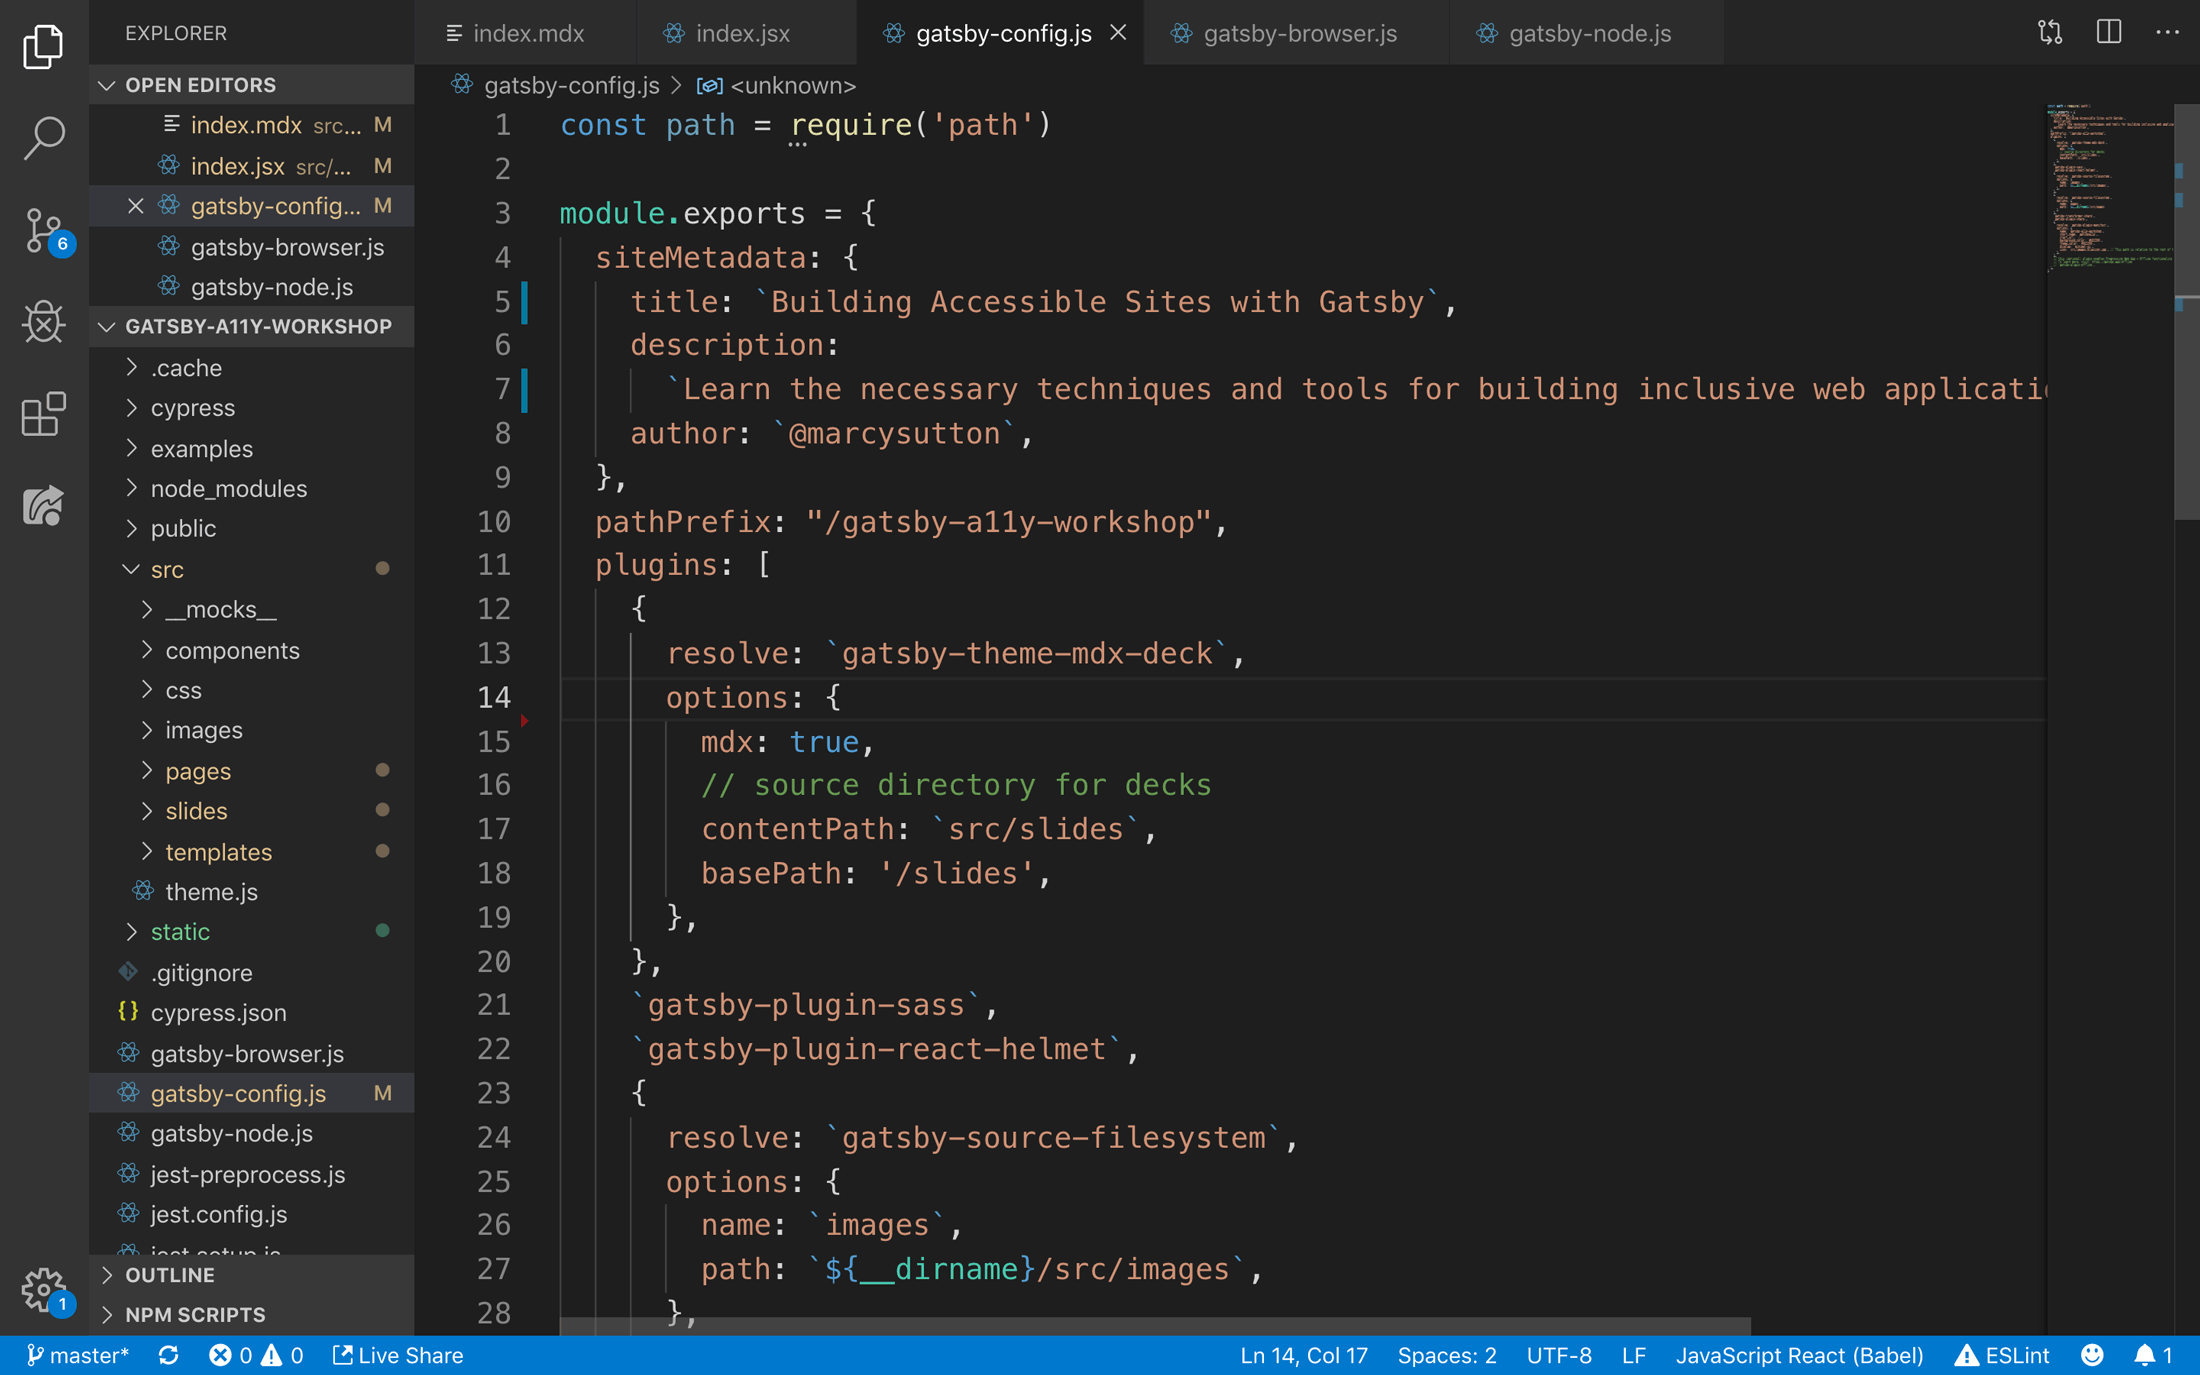 EXPLORER
OPEN EDITORS
index.mdx src... M
index.jsx src/... M
gatsby-config... M
gatsby-browser.js
gatsby-node.js
GATSBY-A11Y-WORKSHOP
.cache
cypress
examples
node_modules
public
src
__mocks__
components
css
images
pages
slides
templates
theme.js
static
.gitignore
{} cypress.json
gatsby-browser.js
gatsby-config.js M
gatsby-node.js
jest-preprocess.js
jest.config.js
jest.setup.js
OUTLINE
NPM SCRIPTS
6
1
index.mdx
index.jsx
gatsby-config.js
gatsby-browser.js
gatsby-node.js
gatsby-config.js > <unknown>
1 const path = require('path')
2
3 module.exports = {
4 siteMetadata: {
5 title: `Building Accessible Sites with Gatsby`,
6 description:
7 `Learn the necessary techniques and tools for building inclusive web applicati
8 author: `@marcysutton`,
9 },
10 pathPrefix: "/gatsby-a11y-workshop",
11 plugins: [
12 {
13 resolve: `gatsby-theme-mdx-deck`,
14 options: {
15 mdx: true,
16 // source directory for decks
17 contentPath: `src/slides`,
18 basePath: '/slides',
19 },
20 },
21 `gatsby-plugin-sass`,
22 `gatsby-plugin-react-helmet`,
23 {
24 resolve: `gatsby-source-filesystem`,
25 options: {
26 name: `images`,
27 path: `${__dirname}/src/images`,
28 },
master* 0 0 Live Share Ln 14, Col 17 Spaces: 2 UTF-8 LF JavaScript React (Babel) ESLint 1